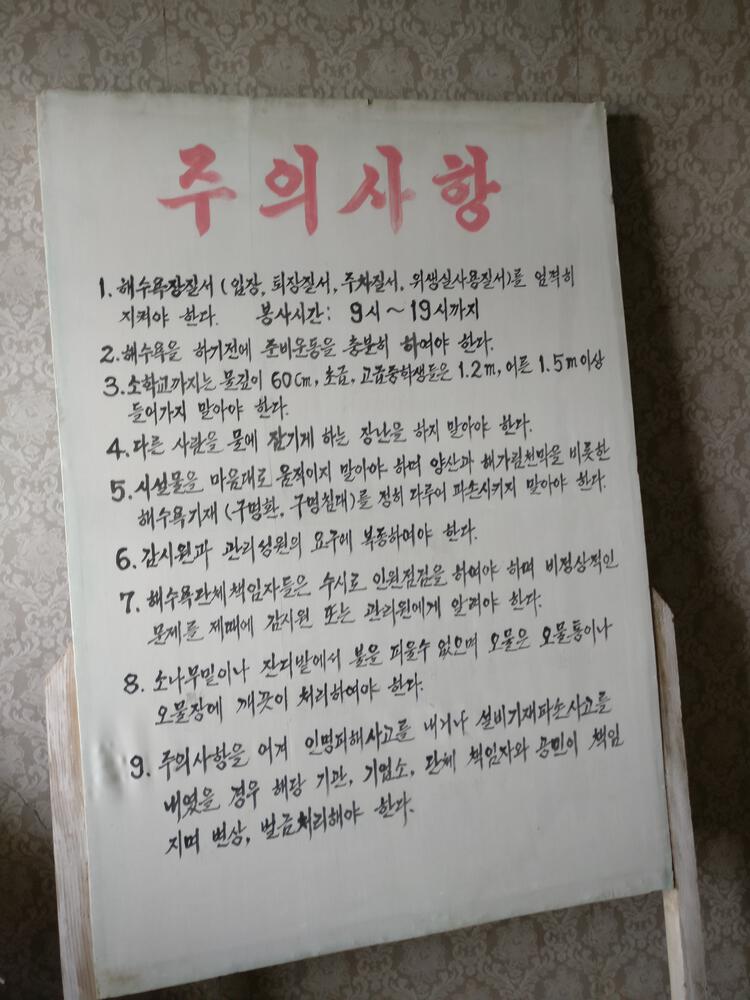 주의사항
1. 해수욕장질서 (입장, 퇴장질서, 주차질서, 위생실사용질서)를 엄격히
지켜야 한다. 봉사시간: 9시~19시까지
2. 해수욕을 하기전에 준비운동을 충분히 하여야 한다.
3. 소학교까지는 물깊이 60cm, 초급, 고급중학생들은 1.2m, 어른 1.5m이상
들어가지 말아야 한다.
4. 다른 사람을 물에 잠기게 하는 장난을 하지 말아야 한다.
5. 시설물을 마음대로 움직이지 말아야 하며 양산과 해가림천막을 비롯한
해수욕기재 (구명환, 구명침대)를 정히 다루어 파손시키지 말아야 한다.
6. 감시원과 관리성원의 요구에 복종하여야 한다.
7. 해수욕단체책임자들은 수시로 인원점검을 하여야 하며 비정상적인
문제를 제때에 감시원 또는 관리원에게 알려야 한다.
8. 소나무밑이나 잔디밭에서 불을 피울수 없으며 오물은 오물통이나
오물장에 깨끗이 처리하여야 한다.
9. 주의사항을 어겨 인명피해사고를 내거나 설비기재파손사고를
내였을 경우 해당 기관, 기업소, 단체 책임자와 공민이 책임
지며 변상, 벌금처리해야 한다.